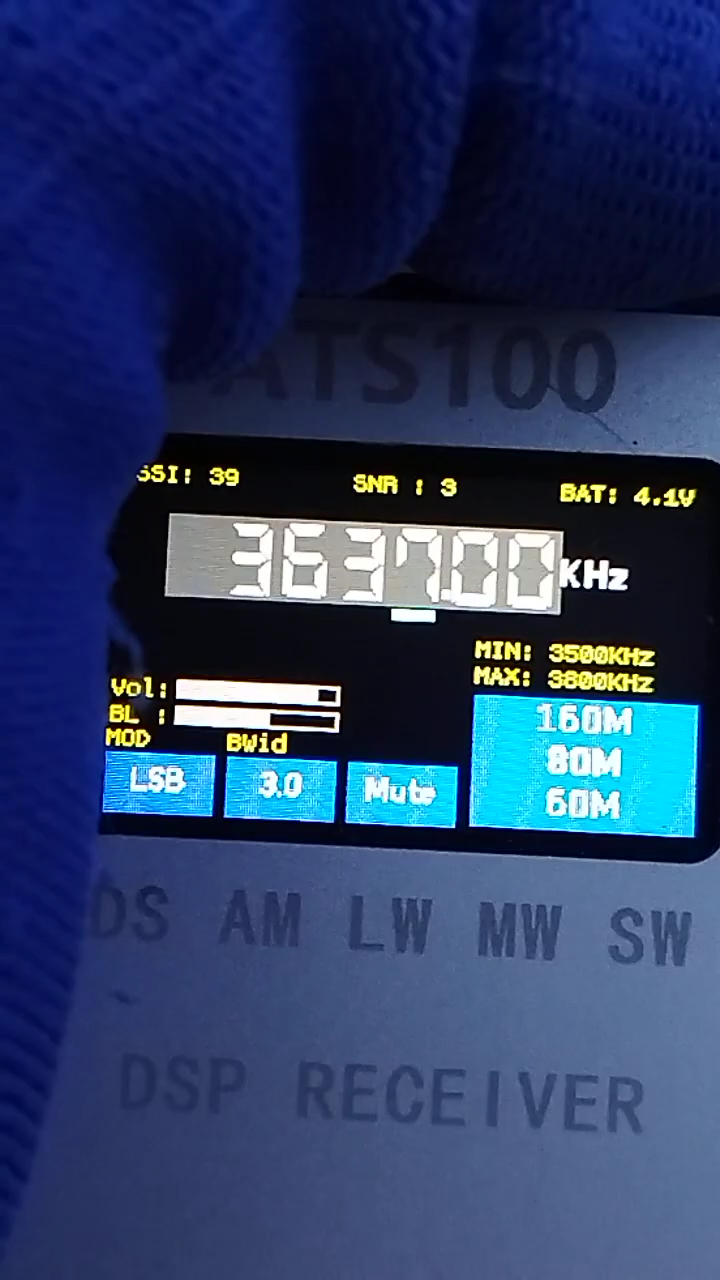 ATS100
SSI: 39 SNR : 3 BAT: 4.1V
3637.00 KHz
MIN: 3500KHz
MAX: 3800KHz
Vol:
BL :
MOD BWid
LSB 3.0 Mute
160M
80M
60M
DS AM LW MW SW
DSP RECEIVER